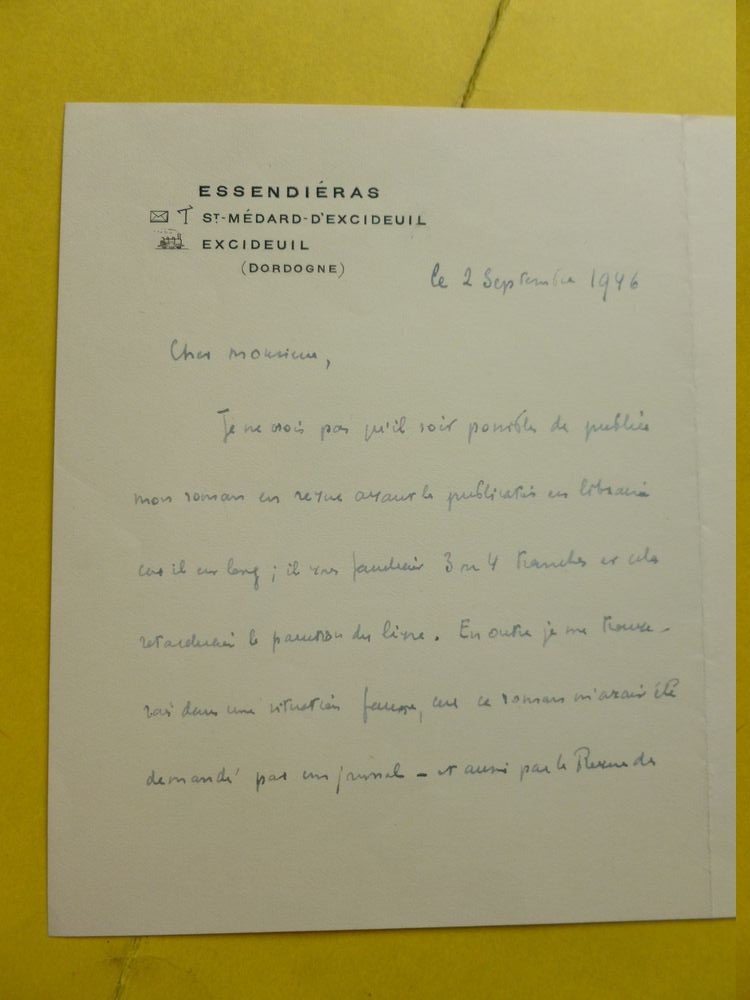 ESSENDIÉRAS
ST-MÉDARD-D'EXCIDEUIL
EXCIDEUIL
(DORDOGNE)
le 2 Septembre 1946
Cher monsieur,
Je ne crois pas qu'il soit possible de publier
mon roman en revue avant la publication en librairie
car il est long ; il vous faudrait 3 ou 4 tranches et cela
retarderait la parution du livre. En outre je me trouve-
rais dans une situation fausse, car ce roman m'avait été
demandé par un journal – et aussi par la Revue de